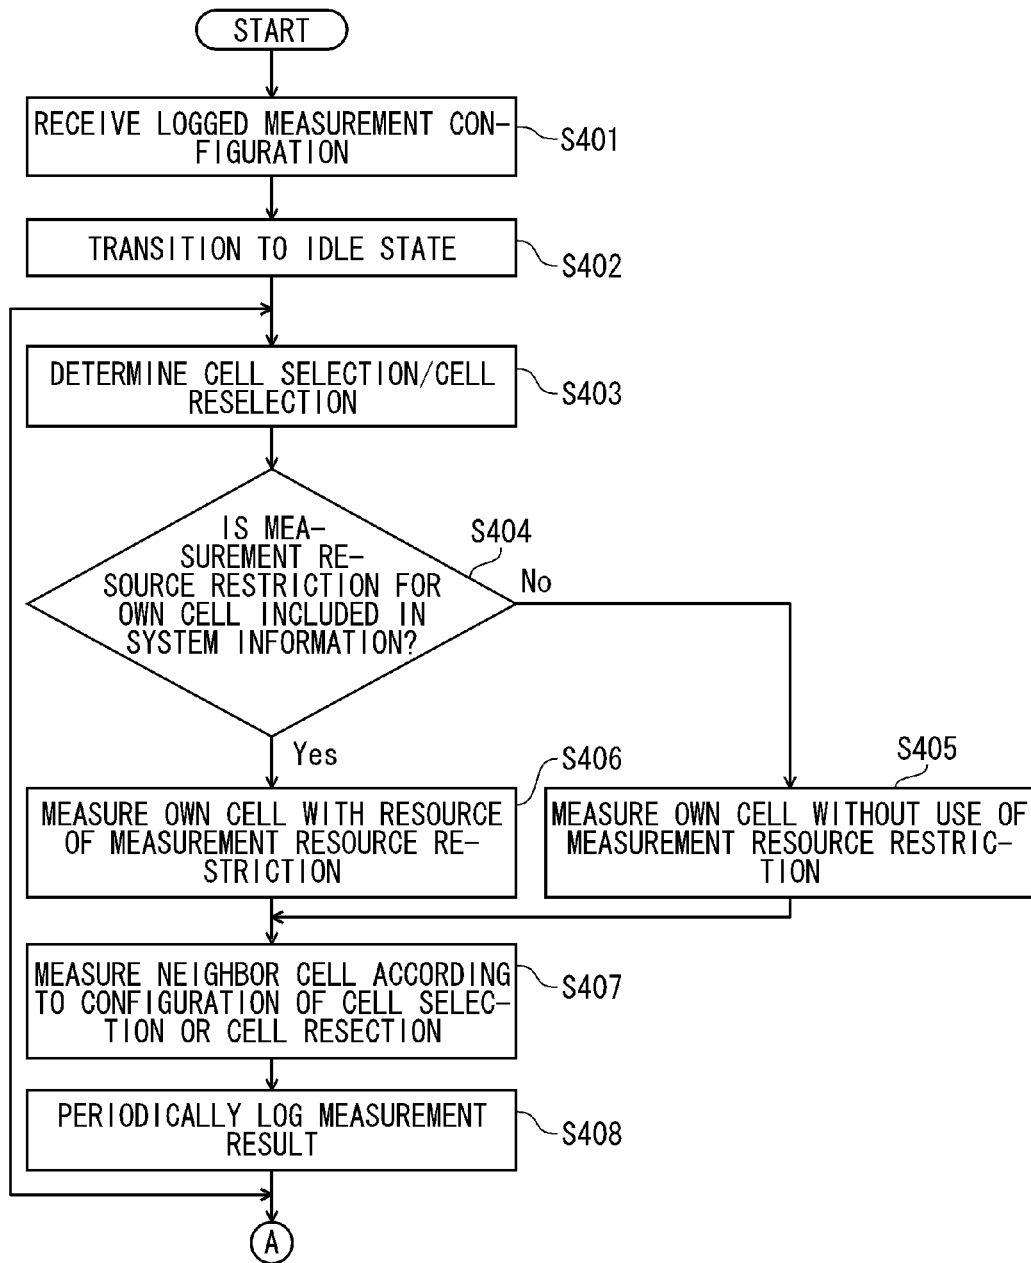 START
RECEIVE LOGGED MEASUREMENT CON-
FIGURATION
S401
TRANSITION TO IDLE STATE
S402
DETERMINE CELL SELECTION/CELL
RESELECTION
S403
IS MEA-
SUREMENT RE-
SOURCE RESTRICTION FOR
OWN CELL INCLUDED IN
SYSTEM INFORMATION?
S404
No
Yes
S406
S405
MEASURE OWN CELL WITH RESOURCE
OF MEASUREMENT RESOURCE RE-
STRICTION
MEASURE OWN CELL WITHOUT USE OF
MEASUREMENT RESOURCE RESTRIC-
TION
MEASURE NEIGHBOR CELL ACCORDING
TO CONFIGURATION OF CELL SELEC-
TION OR CELL RESECTION
S407
PERIODICALLY LOG MEASUREMENT
RESULT
S408
A